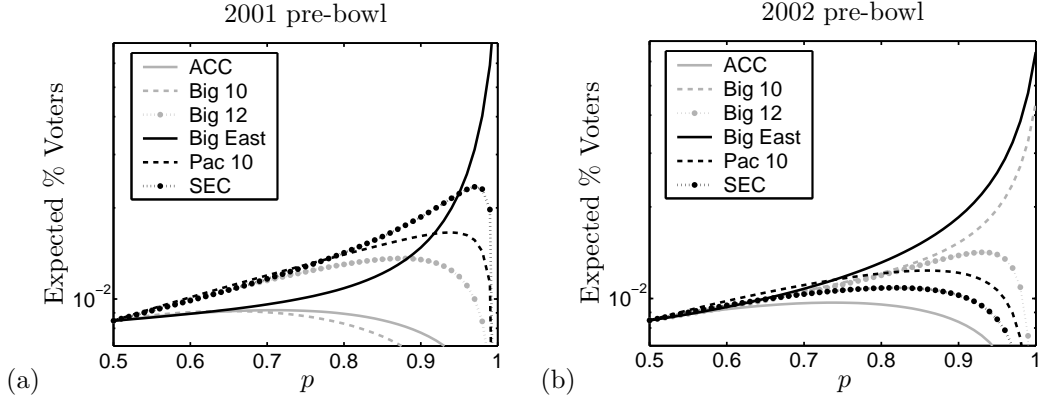 2001 pre-bowl
Expected % Voters
10^-2
ACC
Big 10
Big 12
Big East
Pac 10
SEC
0.5 0.6 0.7 0.8 0.9 1
p
(a)
2002 pre-bowl
Expected % Voters
10^-2
ACC
Big 10
Big 12
Big East
Pac 10
SEC
0.5 0.6 0.7 0.8 0.9 1
p
(b)